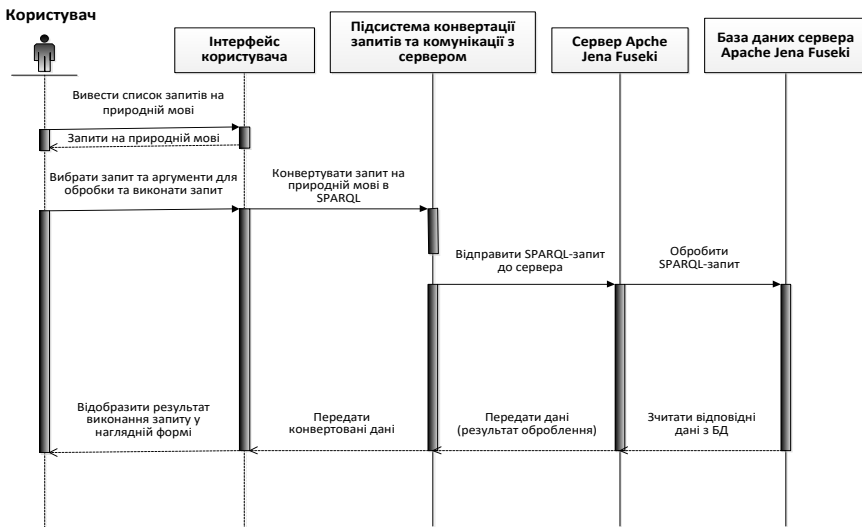 Користувач
Інтерфейс
користувача
Підсистема конвертації
запитів та комунікації з
сервером
Сервер Apche
Jena Fuseki
База даних сервера
Apache Jena Fuseki
Вивести список запитів на
природній мові
Запити на природній мові
Вибрати запит та аргументи для
обробки та виконати запит
Конвертувати запит на
природній мові в
SPARQL
Відправити SPARQL-запит
до сервера
Обробити
SPARQL-запит
Відобразити результат
виконання запиту у
наглядній формі
Передати
конвертовані дані
Передати дані
(результат оброблення)
Зчитати відповідні
дані з БД